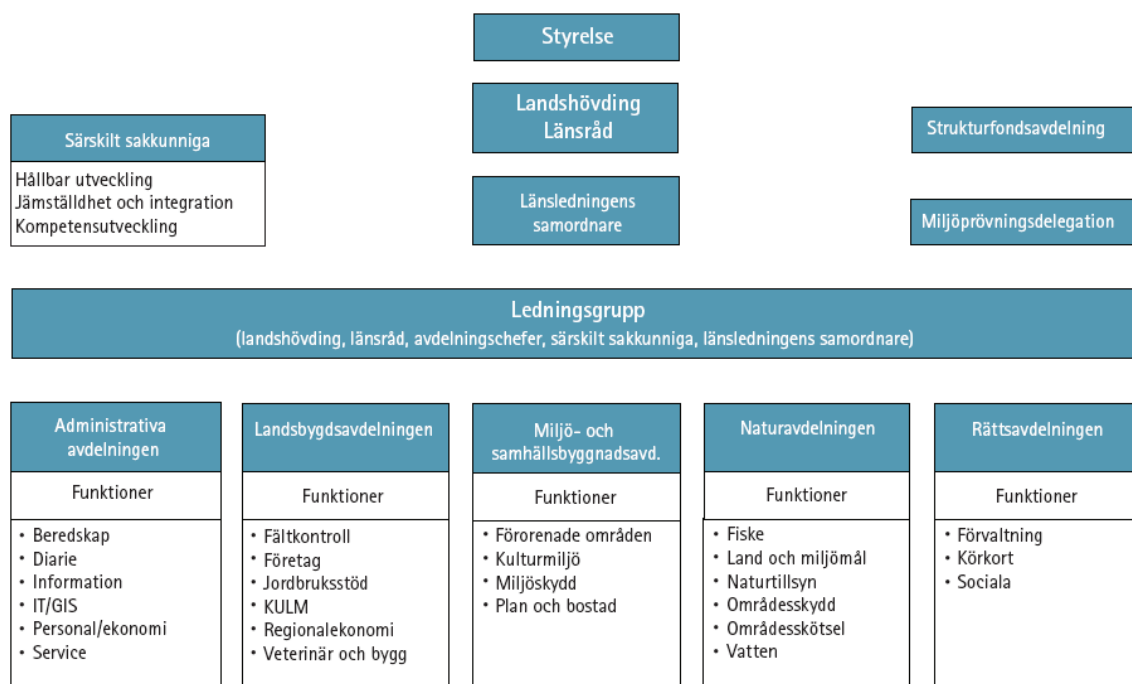 Styrelse
Landshövding
Länsråd
Särskilt sakkunniga
Hållbar utveckling
Jämställdhet och integration
Kompetensutveckling
Länsledningens
samordnare
Strukturfondsavdelning
Miljöprövningsdelegation
Ledningsgrupp
(landshövding, länsråd, avdelningschefer, särskilt sakkunniga, länsledningens samordnare)
Administrativa
avdelningen
Funktioner
• Beredskap
• Diarie
• Information
• IT/GIS
• Personal/ekonomi
• Service
Landsbygdsavdelningen
Funktioner
• Fältkontroll
• Företag
• Jordbruksstöd
• KULM
• Regionalekonomi
• Veterinär och bygg
Miljö- och
samhällsbyggnadsavd.
Funktioner
• Förorenade områden
• Kulturmiljö
• Miljöskydd
• Plan och bostad
Naturavdelningen
Funktioner
• Fiske
• Land och miljömål
• Naturtillsyn
• Områdesskydd
• Områdesskötsel
• Vatten
Rättsavdelningen
Funktioner
• Förvaltning
• Körkort
• Sociala